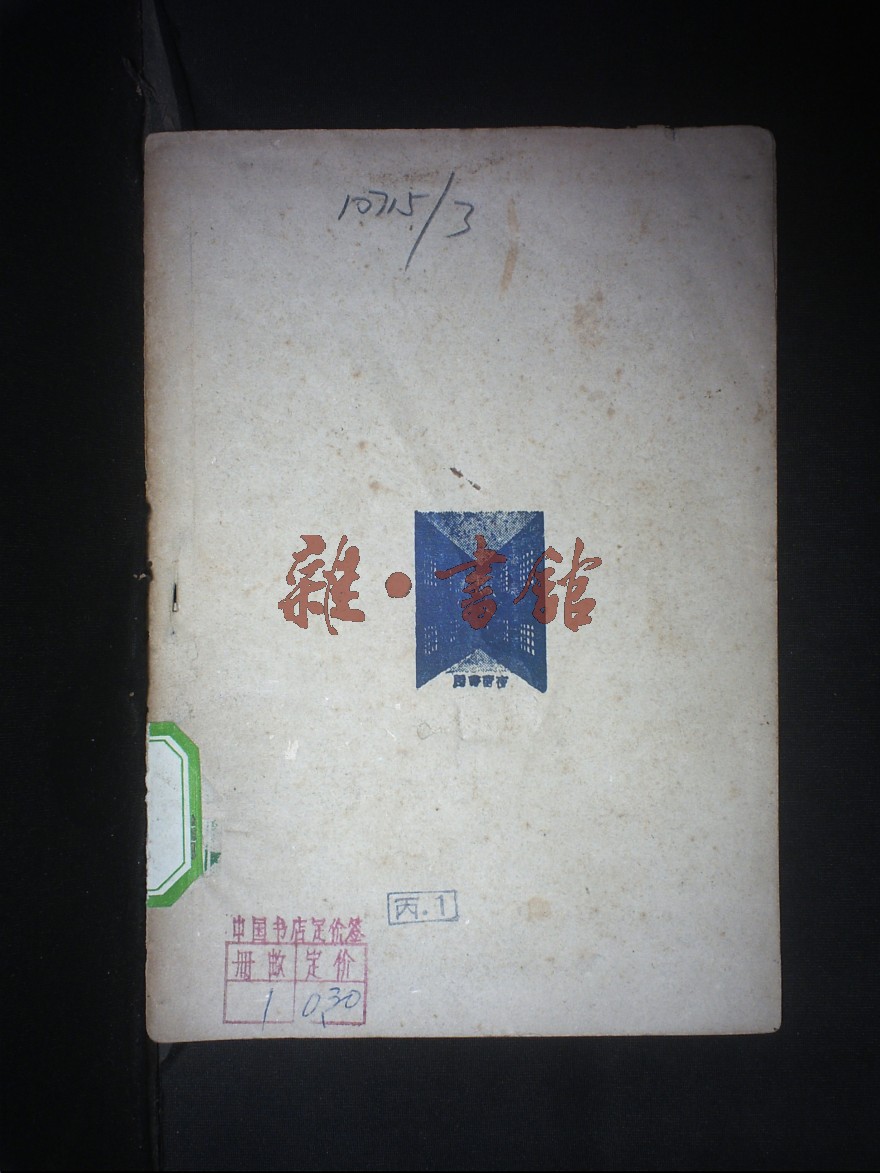 10715/3
雜·書館
丙.1
中国书店定价签
册数 定价
1 0.30